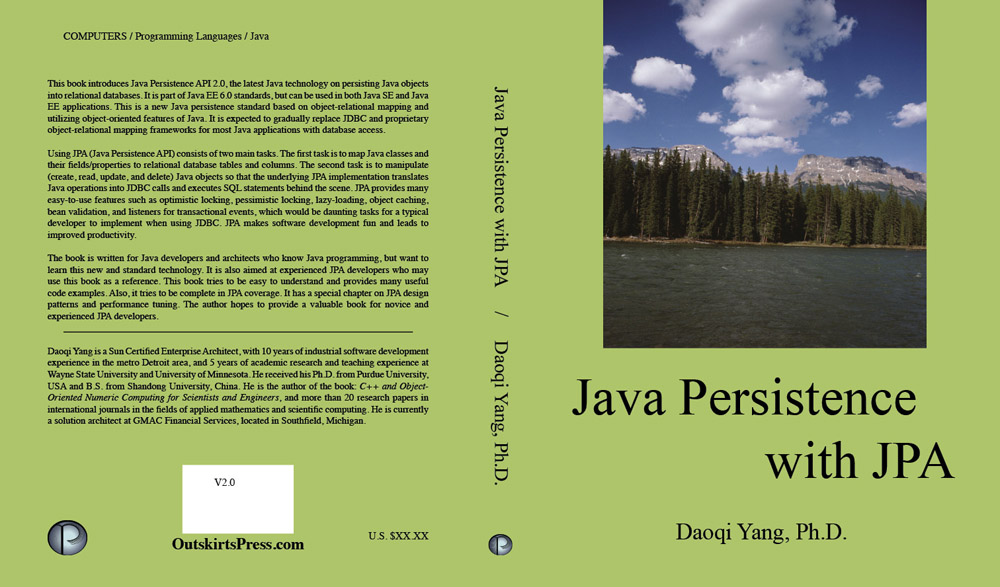 COMPUTERS / Programming Languages / Java
This book introduces Java Persistence API 2.0, the latest Java technology on persisting Java objects
into relational databases. It is part of Java EE 6.0 standards, but can be used in both Java SE and Java
EE applications. This is a new Java persistence standard based on object-relational mapping and
utilizing object-oriented features of Java. It is expected to gradually replace JDBC and proprietary
object-relational mapping frameworks for most Java applications with database access.
Using JPA (Java Persistence API) consists of two main tasks. The first task is to map Java classes and
their fields/properties to relational database tables and columns. The second task is to manipulate
(create, read, update, and delete) Java objects so that the underlying JPA implementation translates
Java operations into JDBC calls and executes SQL statements behind the scene. JPA provides many
easy-to-use features such as optimistic locking, pessimistic locking, lazy-loading, object caching,
bean validation, and listeners for transactional events, which would be daunting tasks for a typical
developer to implement when using JDBC. JPA makes software development fun and leads to
improved productivity.
The book is written for Java developers and architects who know Java programming, but want to
learn this new and standard technology. It is also aimed at experienced JPA developers who may
use this book as a reference. This book tries to be easy to understand and provides many useful
code examples. Also, it tries to be complete in JPA coverage. It has a special chapter on JPA design
patterns and performance tuning. The author hopes to provide a valuable book for novice and
experienced JPA developers.
Daoqi Yang is a Sun Certified Enterprise Architect, with 10 years of industrial software development
experience in the metro Detroit area, and 5 years of academic research and teaching experience at
Wayne State University and University of Minnesota. He received his Ph.D. from Purdue University,
USA and B.S. from Shandong University, China. He is the author of the book: C++ and Object-
Oriented Numeric Computing for Scientists and Engineers, and more than 20 research papers in
international journals in the fields of applied mathematics and scientific computing. He is currently
a solution architect at GMAC Financial Services, located in Southfield, Michigan.
V2.0
P
OutskirtsPress.com
U.S. $XX.XX
Java Persistence with JPA / Daoqi Yang, Ph.D.
P
Java Persistence
with JPA
Daoqi Yang, Ph.D.